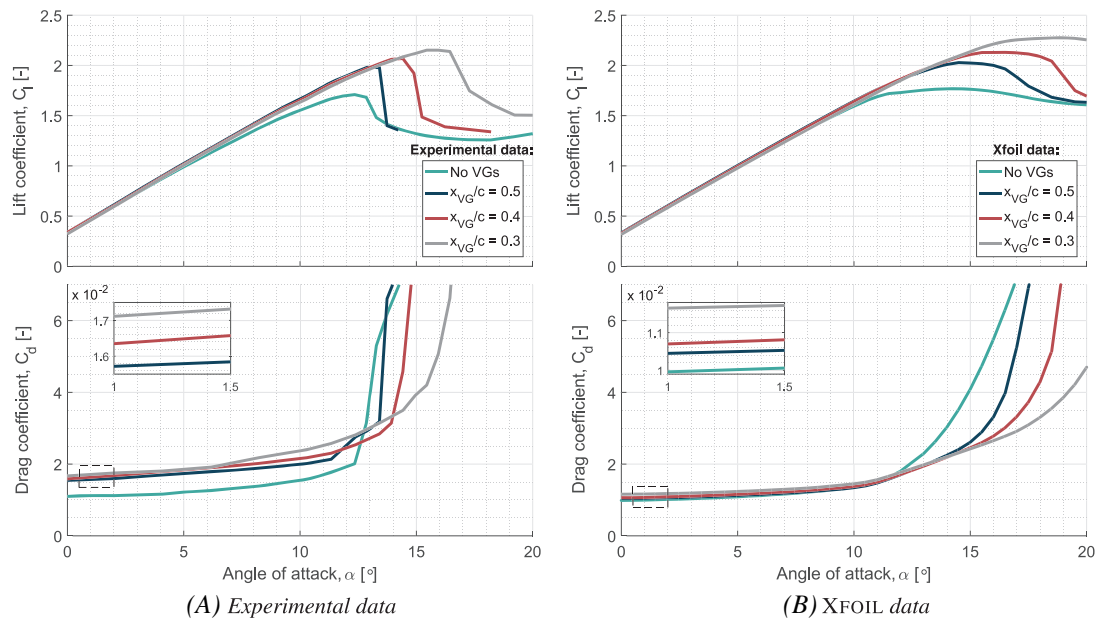 2.5
2
1.5
1
0.5
0
Lift coefficient, C_l [-]
Experimental data:
No VGs
x_VG/c = 0.5
x_VG/c = 0.4
x_VG/c = 0.3
2.5
2
1.5
1
0.5
0
Lift coefficient, C_l [-]
Xfoil data:
No VGs
x_VG/c = 0.5
x_VG/c = 0.4
x_VG/c = 0.3
x 10^-2
6
4
2
0
Drag coefficient, C_d [-]
1.7
1.6
1 1.5
0 5 10 15 20
Angle of attack, α [°]
(A) Experimental data
x 10^-2
6
4
2
0
Drag coefficient, C_d [-]
1.1
1
1 1.5
0 5 10 15 20
Angle of attack, α [°]
(B) XFOIL data